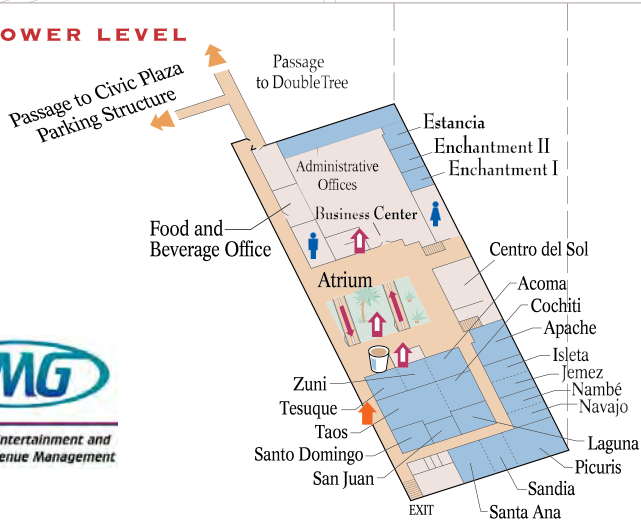 OWER LEVEL
Passage
to DoubleTree
Passage to Civic Plaza
Parking Structure
Estancia
Enchantment II
Enchantment I
Administrative
Offices
Business Center
Food and
Beverage Office
Centro del Sol
Atrium
Acoma
Cochiti
Apache
Isleta
Jemez
Nambé
Navajo
Zuni
Tesuque
Taos
Santo Domingo
San Juan
Laguna
Picuris
Sandia
Santa Ana
EXIT
MG
ntertainment and
enue Management